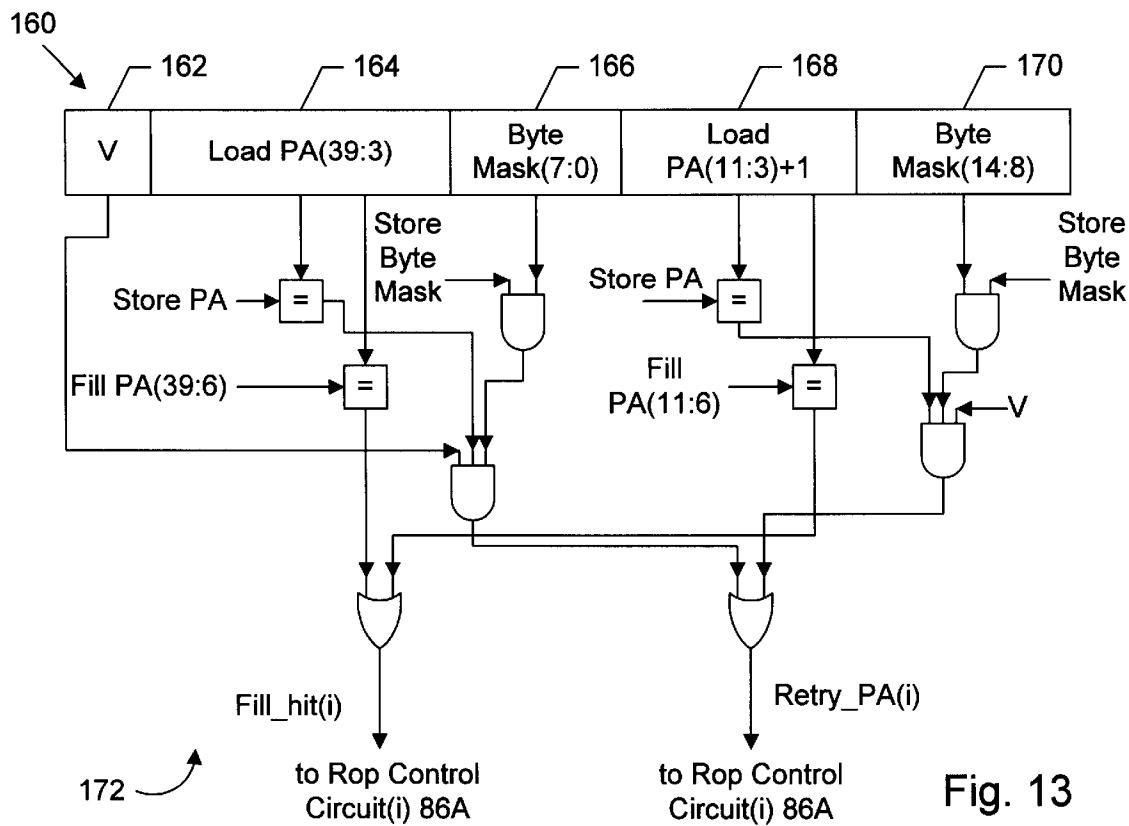 160
162
164
166
168
170
V
Load PA(39:3)
Byte
Mask(7:0)
Load
PA(11:3)+1
Byte
Mask(14:8)
Store
Byte
Mask
Store PA
=
Fill PA(39:6)
=
Store PA
=
Fill
PA(11:6)
=
Store
Byte
Mask
V
Fill_hit(i)
Retry_PA(i)
172
to Rop Control
Circuit(i) 86A
to Rop Control
Circuit(i) 86A
Fig. 13